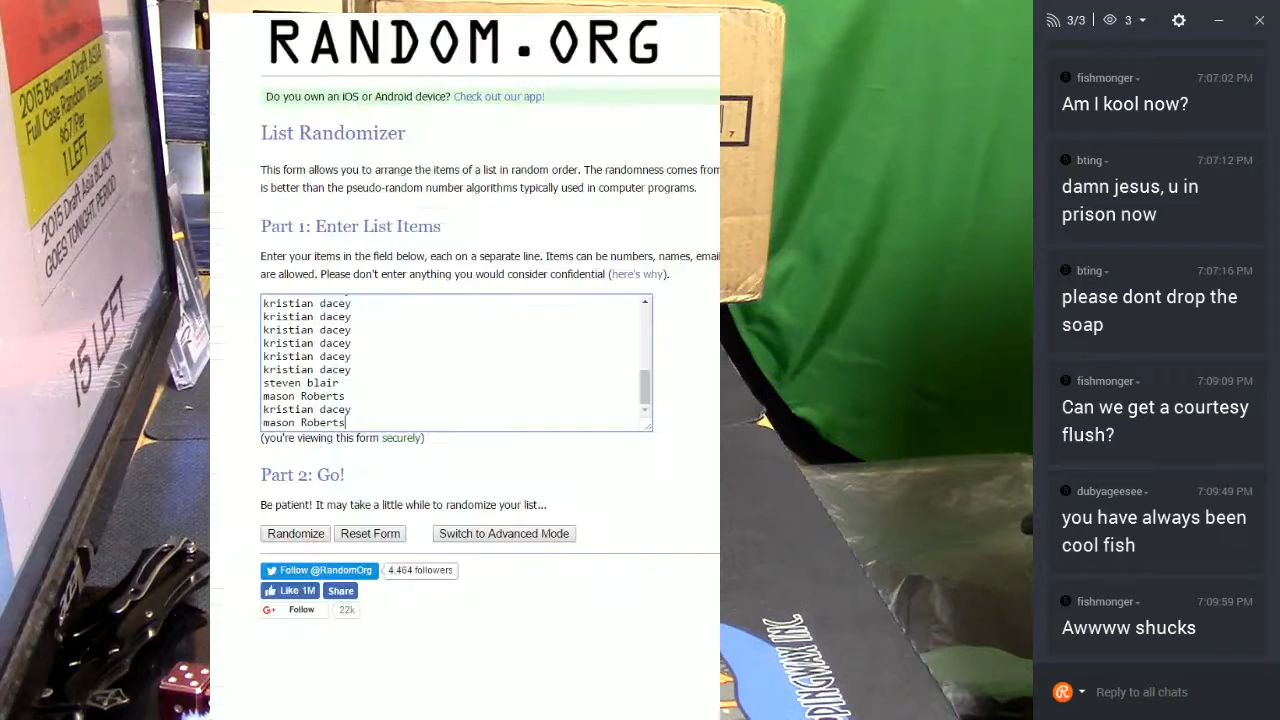 2015 Bowman Draft ASIA
Full Case Random Teams
$67/Per
1 LEFT
2015 Draft Asia BLACK
GOES TONIGHT PERIOD
15 LEFT
RANDOM.ORG
Do you own an iOS or Android device? Check out our app!
List Randomizer
This form allows you to arrange the items of a list in random order. The randomness comes from
is better than the pseudo-random number algorithms typically used in computer programs.
Part 1: Enter List Items
Enter your items in the field below, each on a separate line. Items can be numbers, names, email
are allowed. Please don't enter anything you would consider confidential (here's why).
kristian dacey
kristian dacey
kristian dacey
kristian dacey
kristian dacey
kristian dacey
steven blair
mason Roberts
kristian dacey
mason Roberts
(you're viewing this form securely)
Part 2: Go!
Be patient! It may take a little while to randomize your list...
Randomize
Reset Form
Switch to Advanced Mode
Follow @RandomOrg
4,464 followers
Like 1M
Share
G+ Follow
22k
PPINGWAX INC
3/3
3
fishmonger
7:07:02 PM
Am I kool now?
bting
7:07:12 PM
damn jesus, u in
prison now
bting
7:07:16 PM
please dont drop the
soap
fishmonger
7:09:09 PM
Can we get a courtesy
flush?
dubyageesee
7:09:49 PM
you have always been
cool fish
fishmonger
7:09:59 PM
Awwww shucks
Reply to all chats